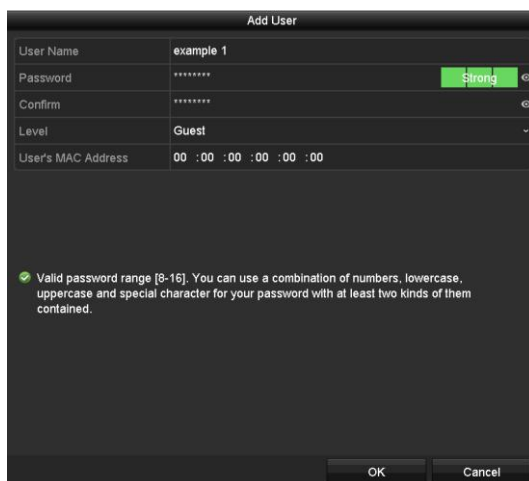 Add User
User Name example 1
Password ******** Strong
Confirm ********
Level Guest
User's MAC Address 00 :00 :00 :00 :00 :00
Valid password range [8-16]. You can use a combination of numbers, lowercase,
uppercase and special character for your password with at least two kinds of them
contained.
OK Cancel